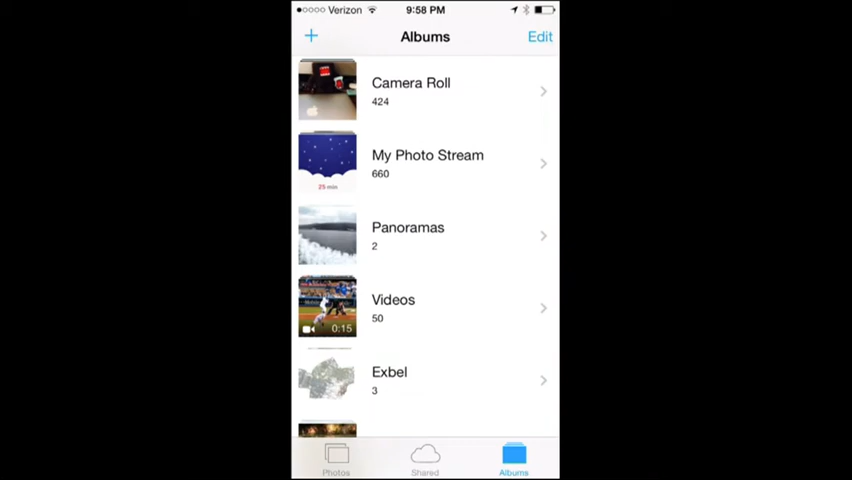 Verizon 9:58 PM
+ Albums Edit
Camera Roll
424
My Photo Stream
660
25 min
Panoramas
2
Videos
50
0:15
Exbel
3
Photos Shared Albums